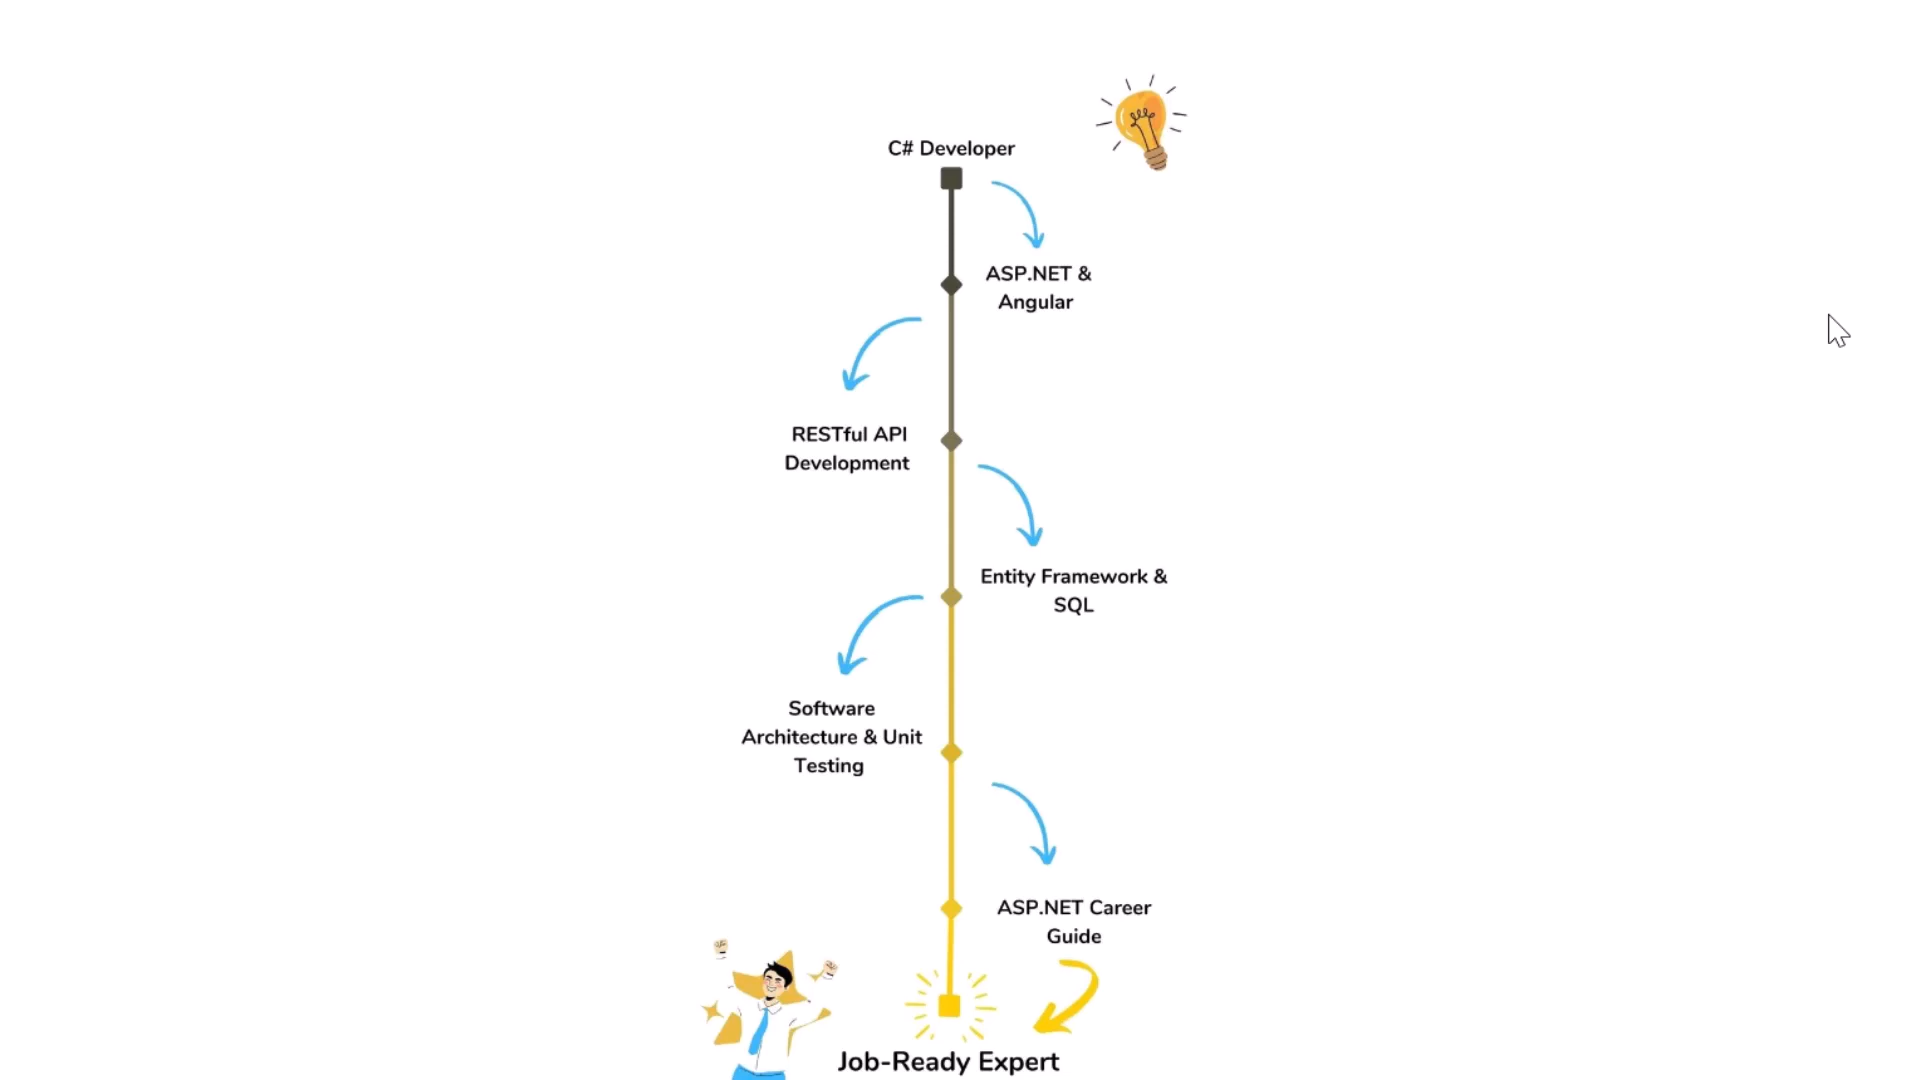 C# Developer
ASP.NET &
Angular
RESTful API
Development
Entity Framework &
SQL
Software
Architecture & Unit
Testing
ASP.NET Career
Guide
Job-Ready Expert